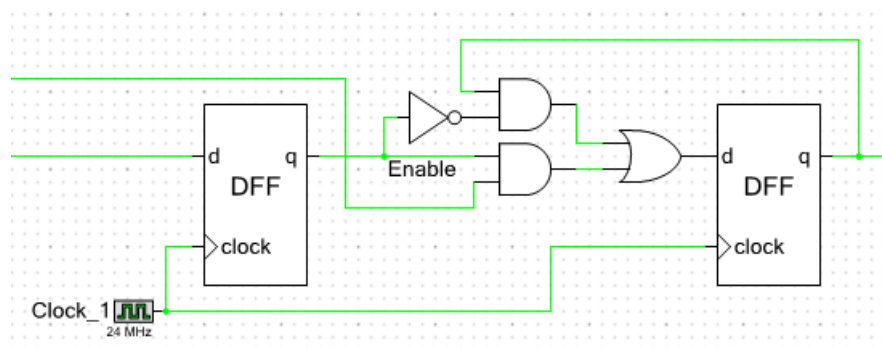 d q
DFF
clock
Enable
d q
DFF
clock
Clock_1
24 MHz